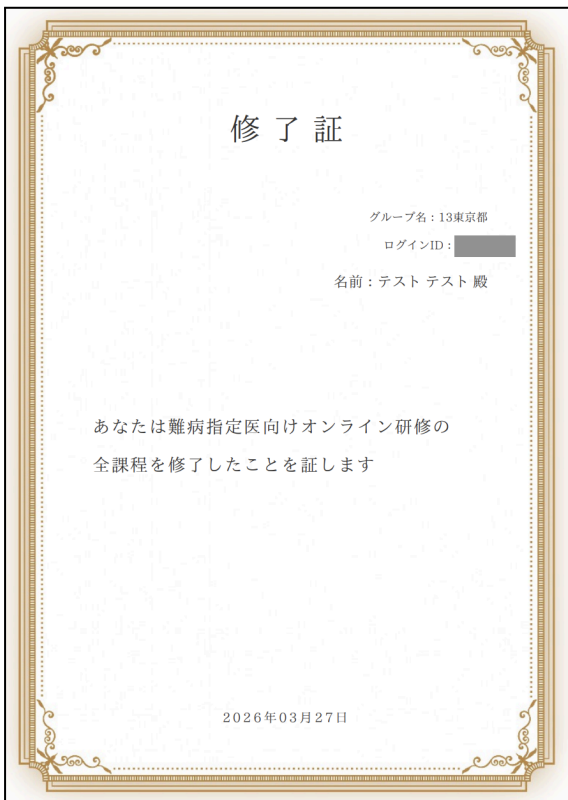 修了証
グループ名：13東京都
ログインID：
名前：テスト テスト 殿
あなたは難病指定医向けオンライン研修の
全課程を修了したことを証します
2026年03月27日